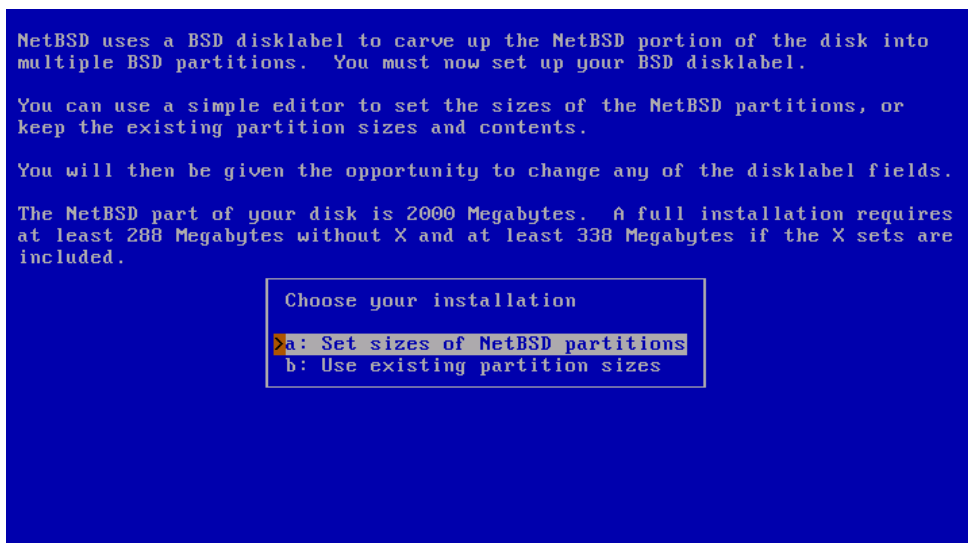 NetBSD uses a BSD disklabel to carve up the NetBSD portion of the disk into
multiple BSD partitions.  You must now set up your BSD disklabel.
You can use a simple editor to set the sizes of the NetBSD partitions, or
keep the existing partition sizes and contents.
You will then be given the opportunity to change any of the disklabel fields.
The NetBSD part of your disk is 2000 Megabytes.  A full installation requires
at least 288 Megabytes without X and at least 338 Megabytes if the X sets are
included.
Choose your installation
>a: Set sizes of NetBSD partitions
b: Use existing partition sizes